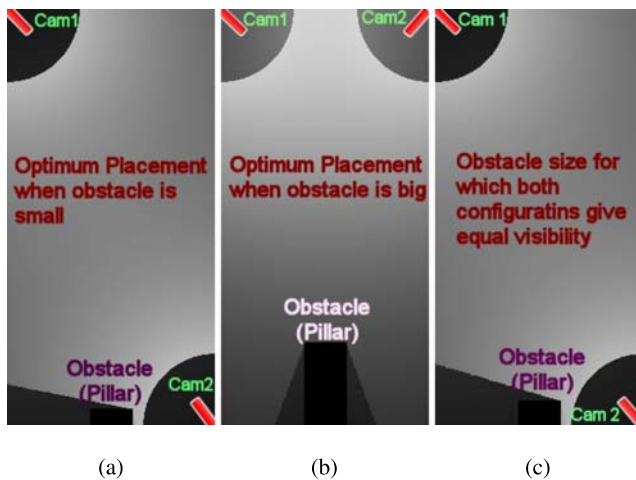 Cam1
Optimum Placement
when obstacle is
small
Obstacle
(Pillar)
Cam2
(a)
Cam1
Cam2
Optimum Placement
when obstacle is big
Obstacle
(Pillar)
(b)
Cam 1
Obstacle size for
which both
configuratins give
equal visibility
Obstacle
(Pillar)
Cam 2
(c)